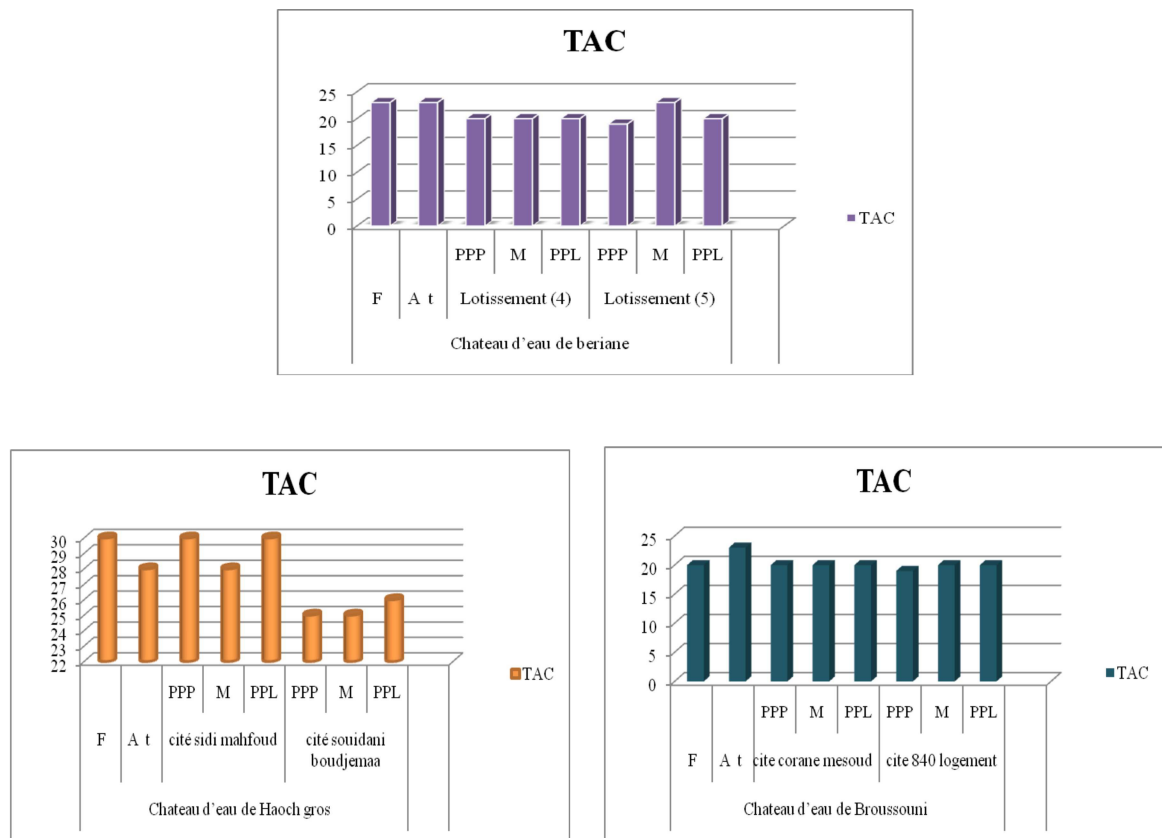 TAC
25
20
15
10
5
0
TAC
PPP M PPL PPP M PPL
F A t Lotissement (4) Lotissement (5)
Chateau d’eau de beriane
TAC
30
29
28
27
26
25
24
23
22
TAC
PPP M PPL PPP M PPL
F A t cité sidi mahfoud cité souidani
boudjemaa
Chateau d’eau de Haoch gros
TAC
25
20
15
10
5
0
TAC
PPP M PPL PPP M PPL
F A t cite corane mesoud cite 840 logement
Chateau d’eau de Broussouni